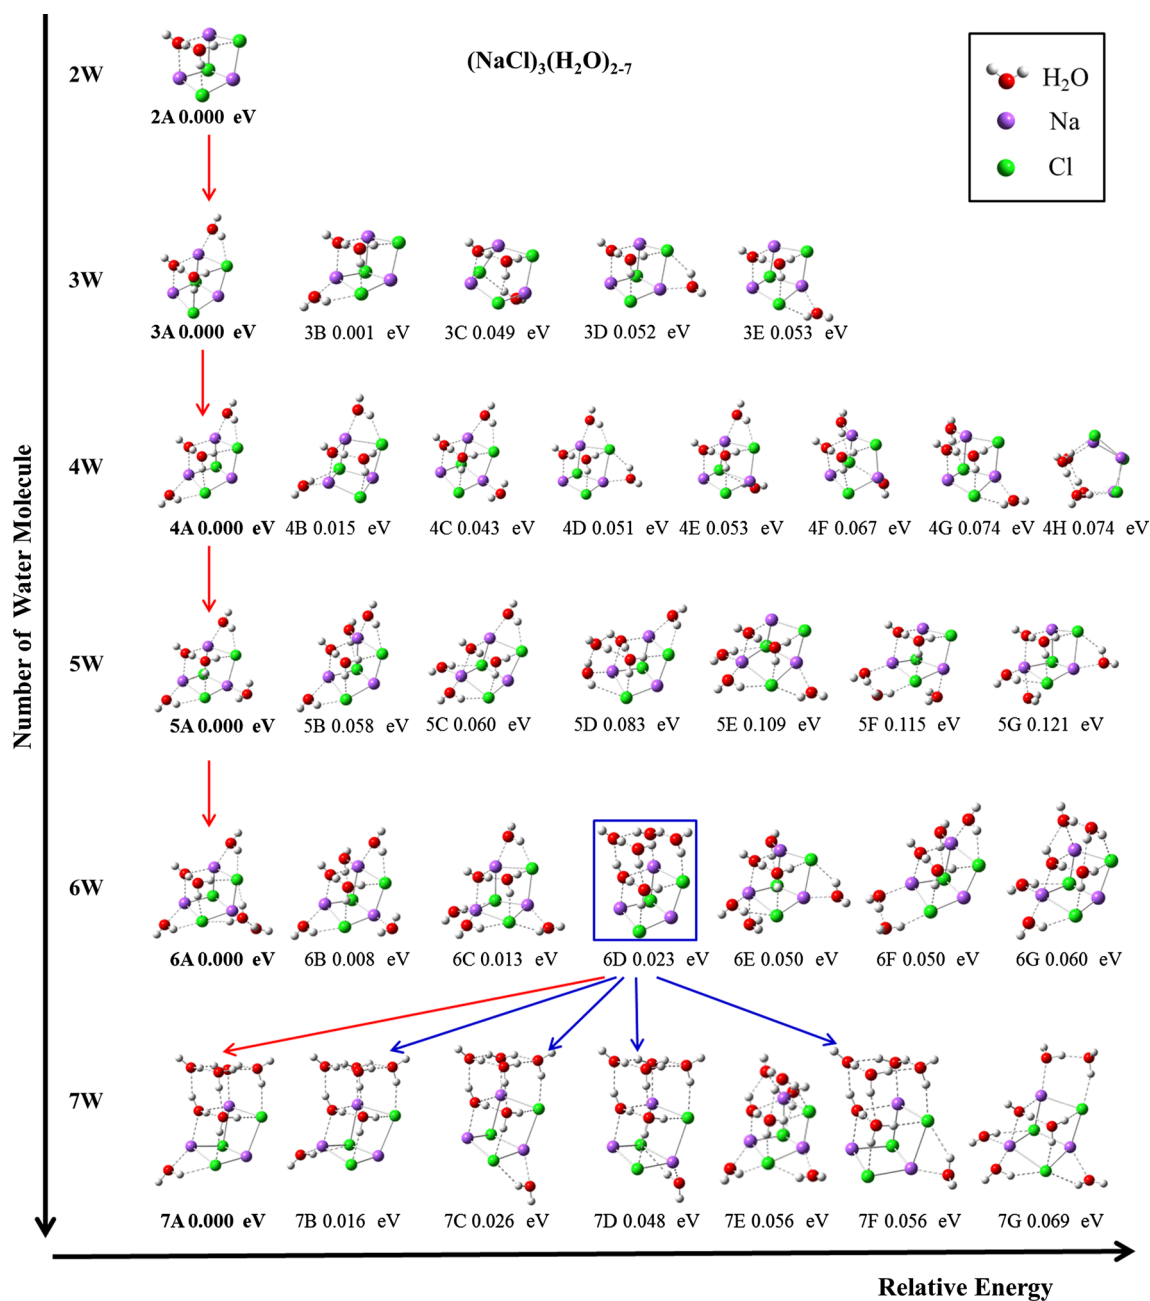 (NaCl)₃(H₂O)₂₋₇
H₂O
Na
Cl
Number of Water Molecule
2W
2A 0.000 eV
3W
3A 0.000 eV
3B 0.001 eV
3C 0.049 eV
3D 0.052 eV
3E 0.053 eV
4W
4A 0.000 eV
4B 0.015 eV
4C 0.043 eV
4D 0.051 eV
4E 0.053 eV
4F 0.067 eV
4G 0.074 eV
4H 0.074 eV
5W
5A 0.000 eV
5B 0.058 eV
5C 0.060 eV
5D 0.083 eV
5E 0.109 eV
5F 0.115 eV
5G 0.121 eV
6W
6A 0.000 eV
6B 0.008 eV
6C 0.013 eV
6D 0.023 eV
6E 0.050 eV
6F 0.050 eV
6G 0.060 eV
7W
7A 0.000 eV
7B 0.016 eV
7C 0.026 eV
7D 0.048 eV
7E 0.056 eV
7F 0.056 eV
7G 0.069 eV
Relative Energy